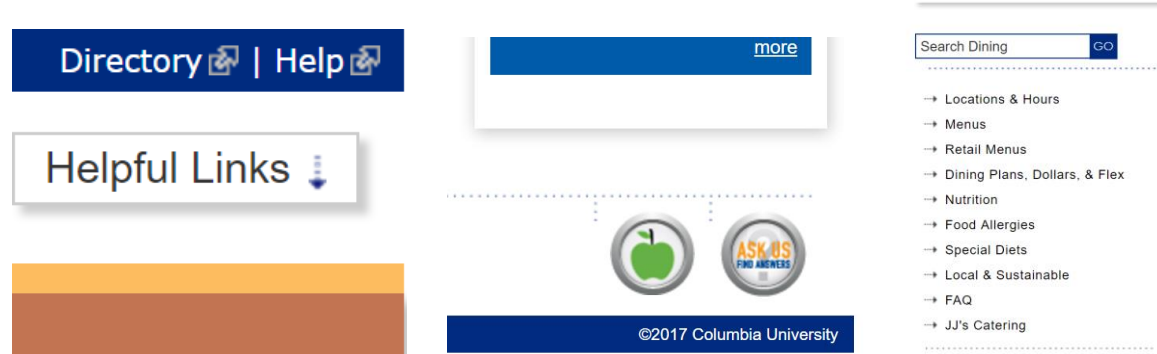 Directory | Help
Helpful Links
more
ASK US
FIND ANSWERS
©2017 Columbia University
Search Dining GO
Locations & Hours
Menus
Retail Menus
Dining Plans, Dollars, & Flex
Nutrition
Food Allergies
Special Diets
Local & Sustainable
FAQ
JJ's Catering